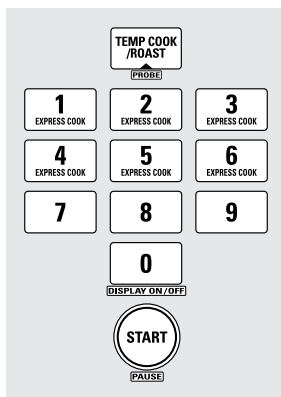 TEMP COOK
/ROAST
PROBE
1
EXPRESS COOK
2
EXPRESS COOK
3
EXPRESS COOK
4
EXPRESS COOK
5
EXPRESS COOK
6
EXPRESS COOK
7
8
9
0
DISPLAY ON/OFF
START
PAUSE